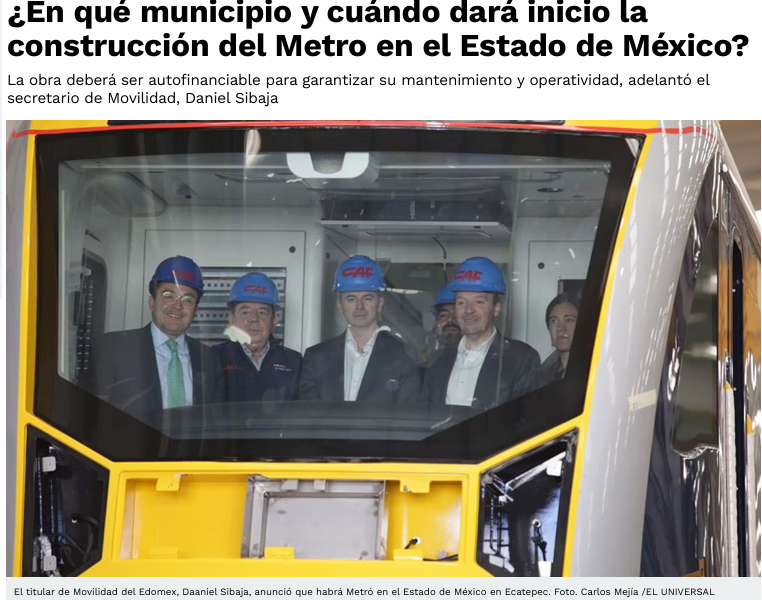 ¿En qué municipio y cuándo dará inicio la
construcción del Metro en el Estado de México?
La obra deberá ser autofinanciable para garantizar su mantenimiento y operatividad, adelantó el
secretario de Movilidad, Daniel Sibaja
CAF
CAF
CAF
CAF
El titular de Movilidad del Edomex, Daaniel Sibaja, anunció que habrá Metró en el Estado de México en Ecatepec. Foto. Carlos Mejía /EL UNIVERSAL